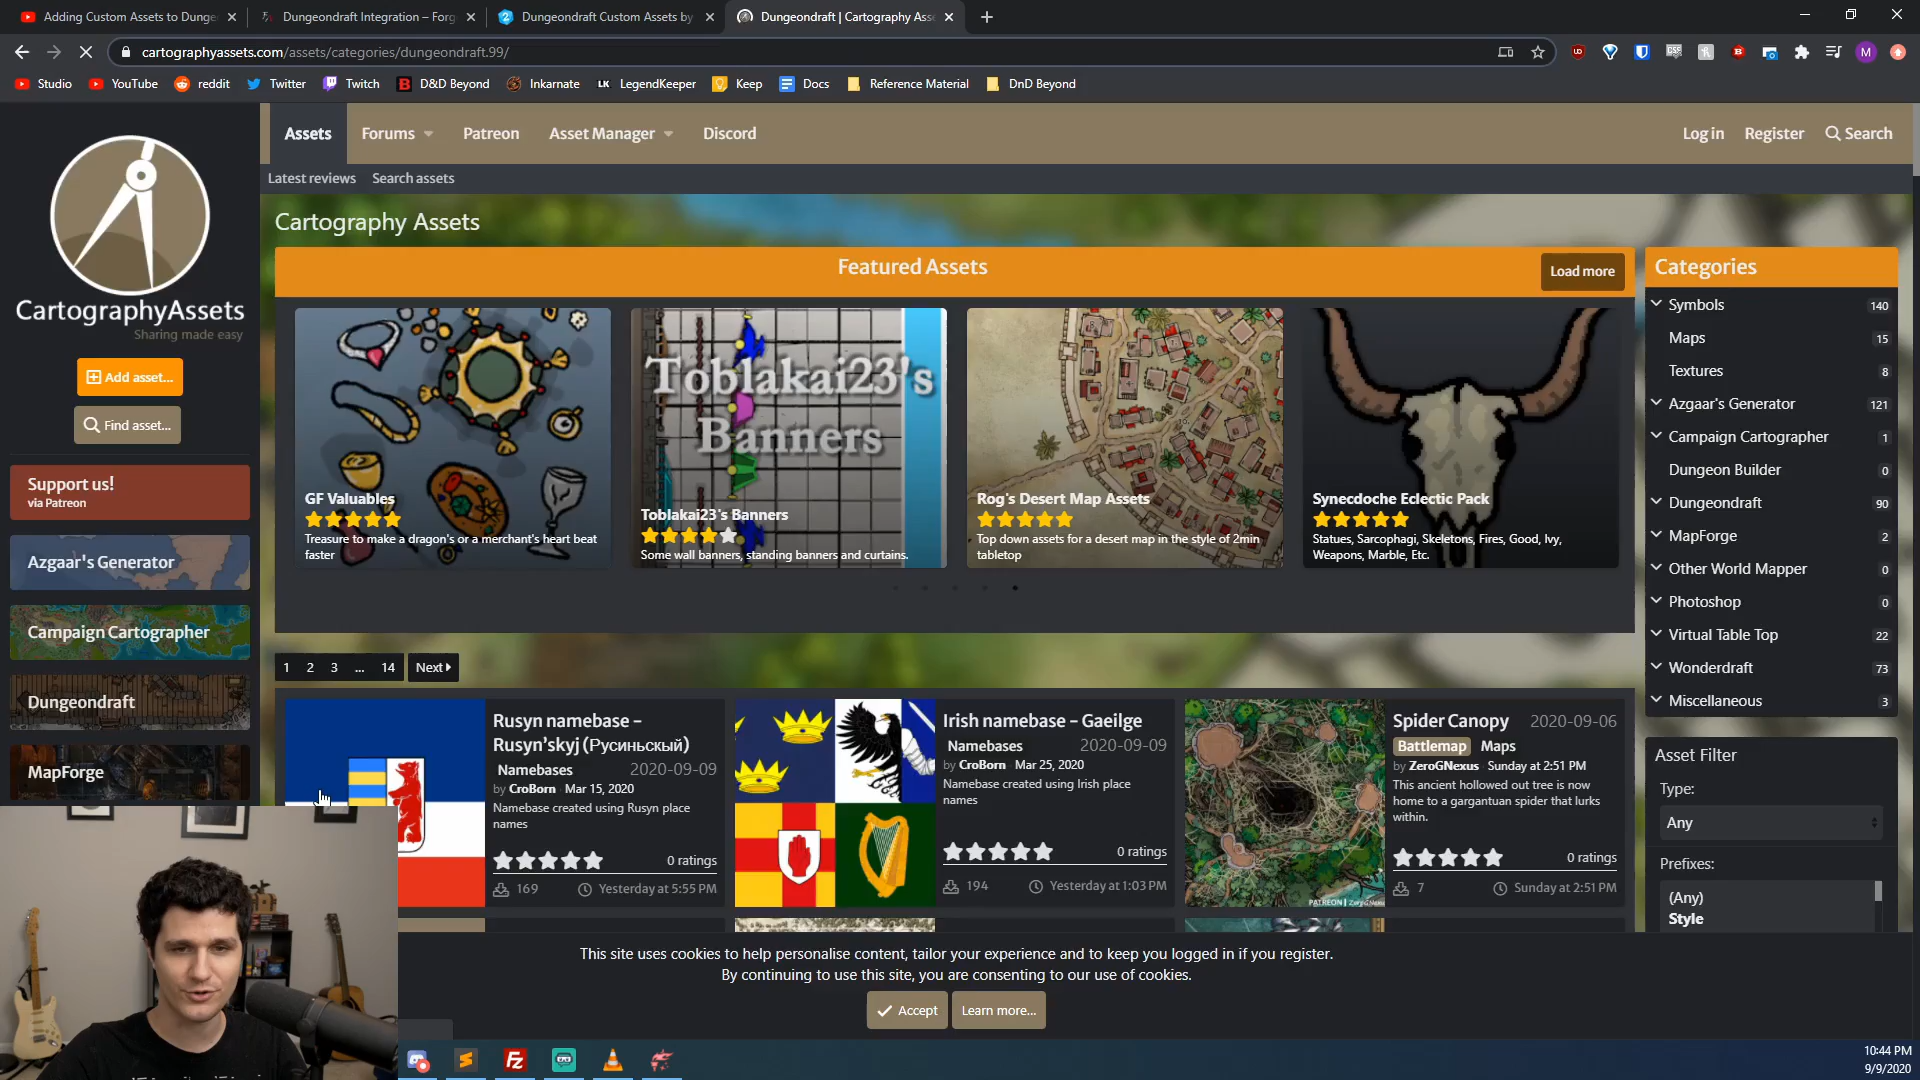 Adding Custom Assets to Dunge
Dungeondraft Integration – Forg
Dungeondraft Custom Assets by
Dungeondraft | Cartography Ass
cartographyassets.com/assets/categories/dungeondraft.99/
Studio
YouTube
reddit
Twitter
Twitch
D&D Beyond
Inkarnate
LK LegendKeeper
Keep
Docs
Reference Material
DnD Beyond
Assets
Forums
Patreon
Asset Manager
Discord
Log in
Register
Search
Latest reviews
Search assets
CartographyAssets
Sharing made easy
Add asset...
Find asset...
Support us!
via Patreon
Azgaar's Generator
Campaign Cartographer
Dungeondraft
MapForge
Cartography Assets
Featured Assets
Load more
GF Valuables
Treasure to make a dragon's or a merchant's heart beat
faster
Toblakai23's
Banners
Toblakai23's Banners
Some wall banners, standing banners and curtains.
Rog's Desert Map Assets
Top down assets for a desert map in the style of 2min
tabletop
Synecdoche Eclectic Pack
Statues, Sarcophagi, Skeletons, Fires, Good, Ivy,
Weapons, Marble, Etc.
1 2 3 ... 14 Next
Rusyn namebase -
Rusyn'skyj (Русиньскый)
Namebases 2020-09-09
by CroBorn Mar 15, 2020
Namebase created using Rusyn place
names
0 ratings
169 Yesterday at 5:55 PM
Irish namebase - Gaeilge
Namebases 2020-09-09
by CroBorn Mar 25, 2020
Namebase created using Irish place
names
0 ratings
194 Yesterday at 1:03 PM
Spider Canopy 2020-09-06
Battlemap Maps
by ZeroGNexus Sunday at 2:51 PM
This ancient hollowed out tree is now
home to a gargantuan spider that lurks
within.
0 ratings
7 Sunday at 2:51 PM
Categories
Symbols 140
Maps 15
Textures 8
Azgaar's Generator 121
Campaign Cartographer 1
Dungeon Builder 0
Dungeondraft 90
MapForge 2
Other World Mapper 0
Photoshop 0
Virtual Table Top 22
Wonderdraft 73
Miscellaneous 3
Asset Filter
Type:
Any
Prefixes:
(Any)
Style
This site uses cookies to help personalise content, tailor your experience and to keep you logged in if you register.
By continuing to use this site, you are consenting to our use of cookies.
Accept
Learn more...
10:44 PM
9/9/2020